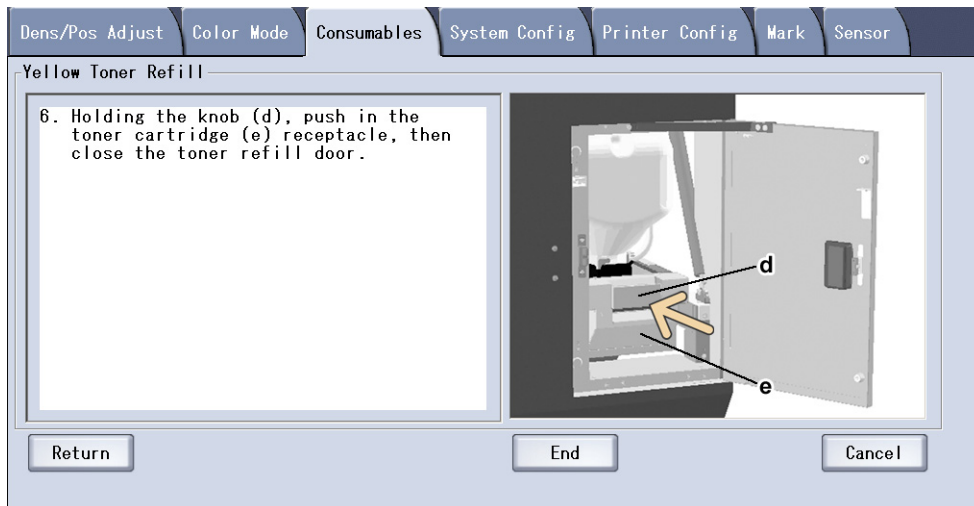 Dens/Pos Adjust
Color Mode
Consumables
System Config
Printer Config
Mark
Sensor
Yellow Toner Refill
6. Holding the knob (d), push in the
toner cartridge (e) receptacle, then
close the toner refill door.
d
e
Return
End
Cancel